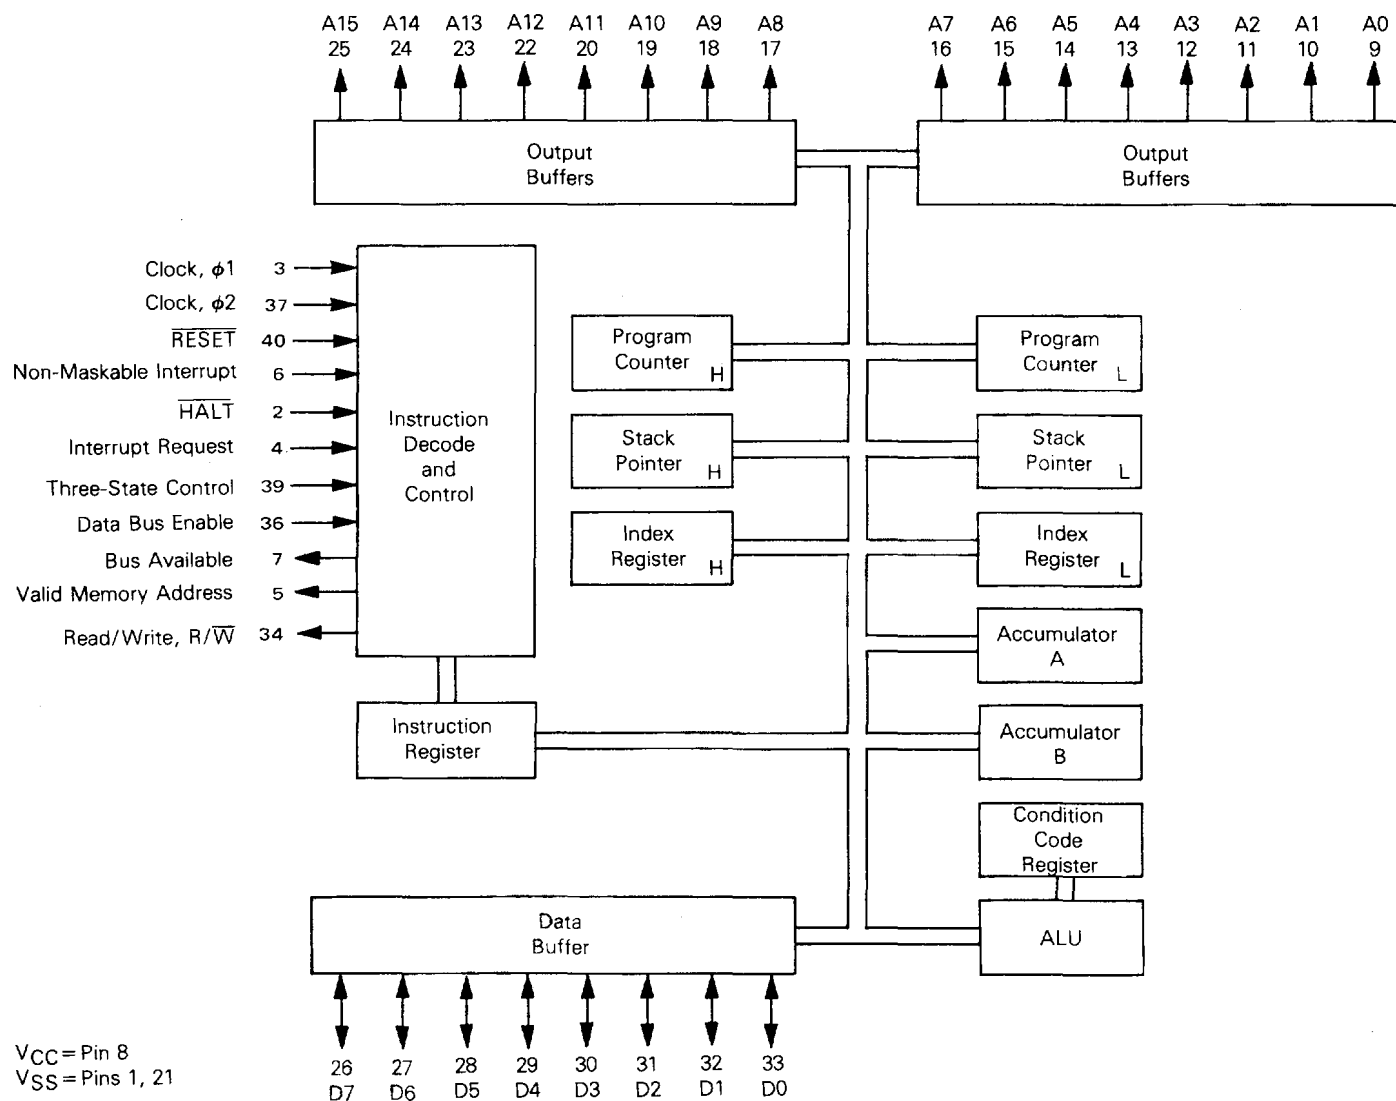 A15 A14 A13 A12 A11 A10 A9 A8 A7 A6 A5 A4 A3 A2 A1 A0
25 24 23 22 20 19 18 17 16 15 14 13 12 11 10 9
Output
Buffers
Output
Buffers
Clock, ϕ1 3
Clock, ϕ2 37
RESET 40
Non-Maskable Interrupt 6
HALT 2
Interrupt Request 4
Three-State Control 39
Data Bus Enable 36
Bus Available 7
Valid Memory Address 5
Read/Write, R/W 34
Instruction
Decode
and
Control
Program
Counter H
Program
Counter L
Stack
Pointer H
Stack
Pointer L
Index
Register H
Index
Register L
Accumulator
A
Instruction
Register
Accumulator
B
Condition
Code
Register
Data
Buffer
ALU
26 27 28 29 30 31 32 33
D7 D6 D5 D4 D3 D2 D1 D0
VCC=Pin 8
VSS=Pins 1, 21